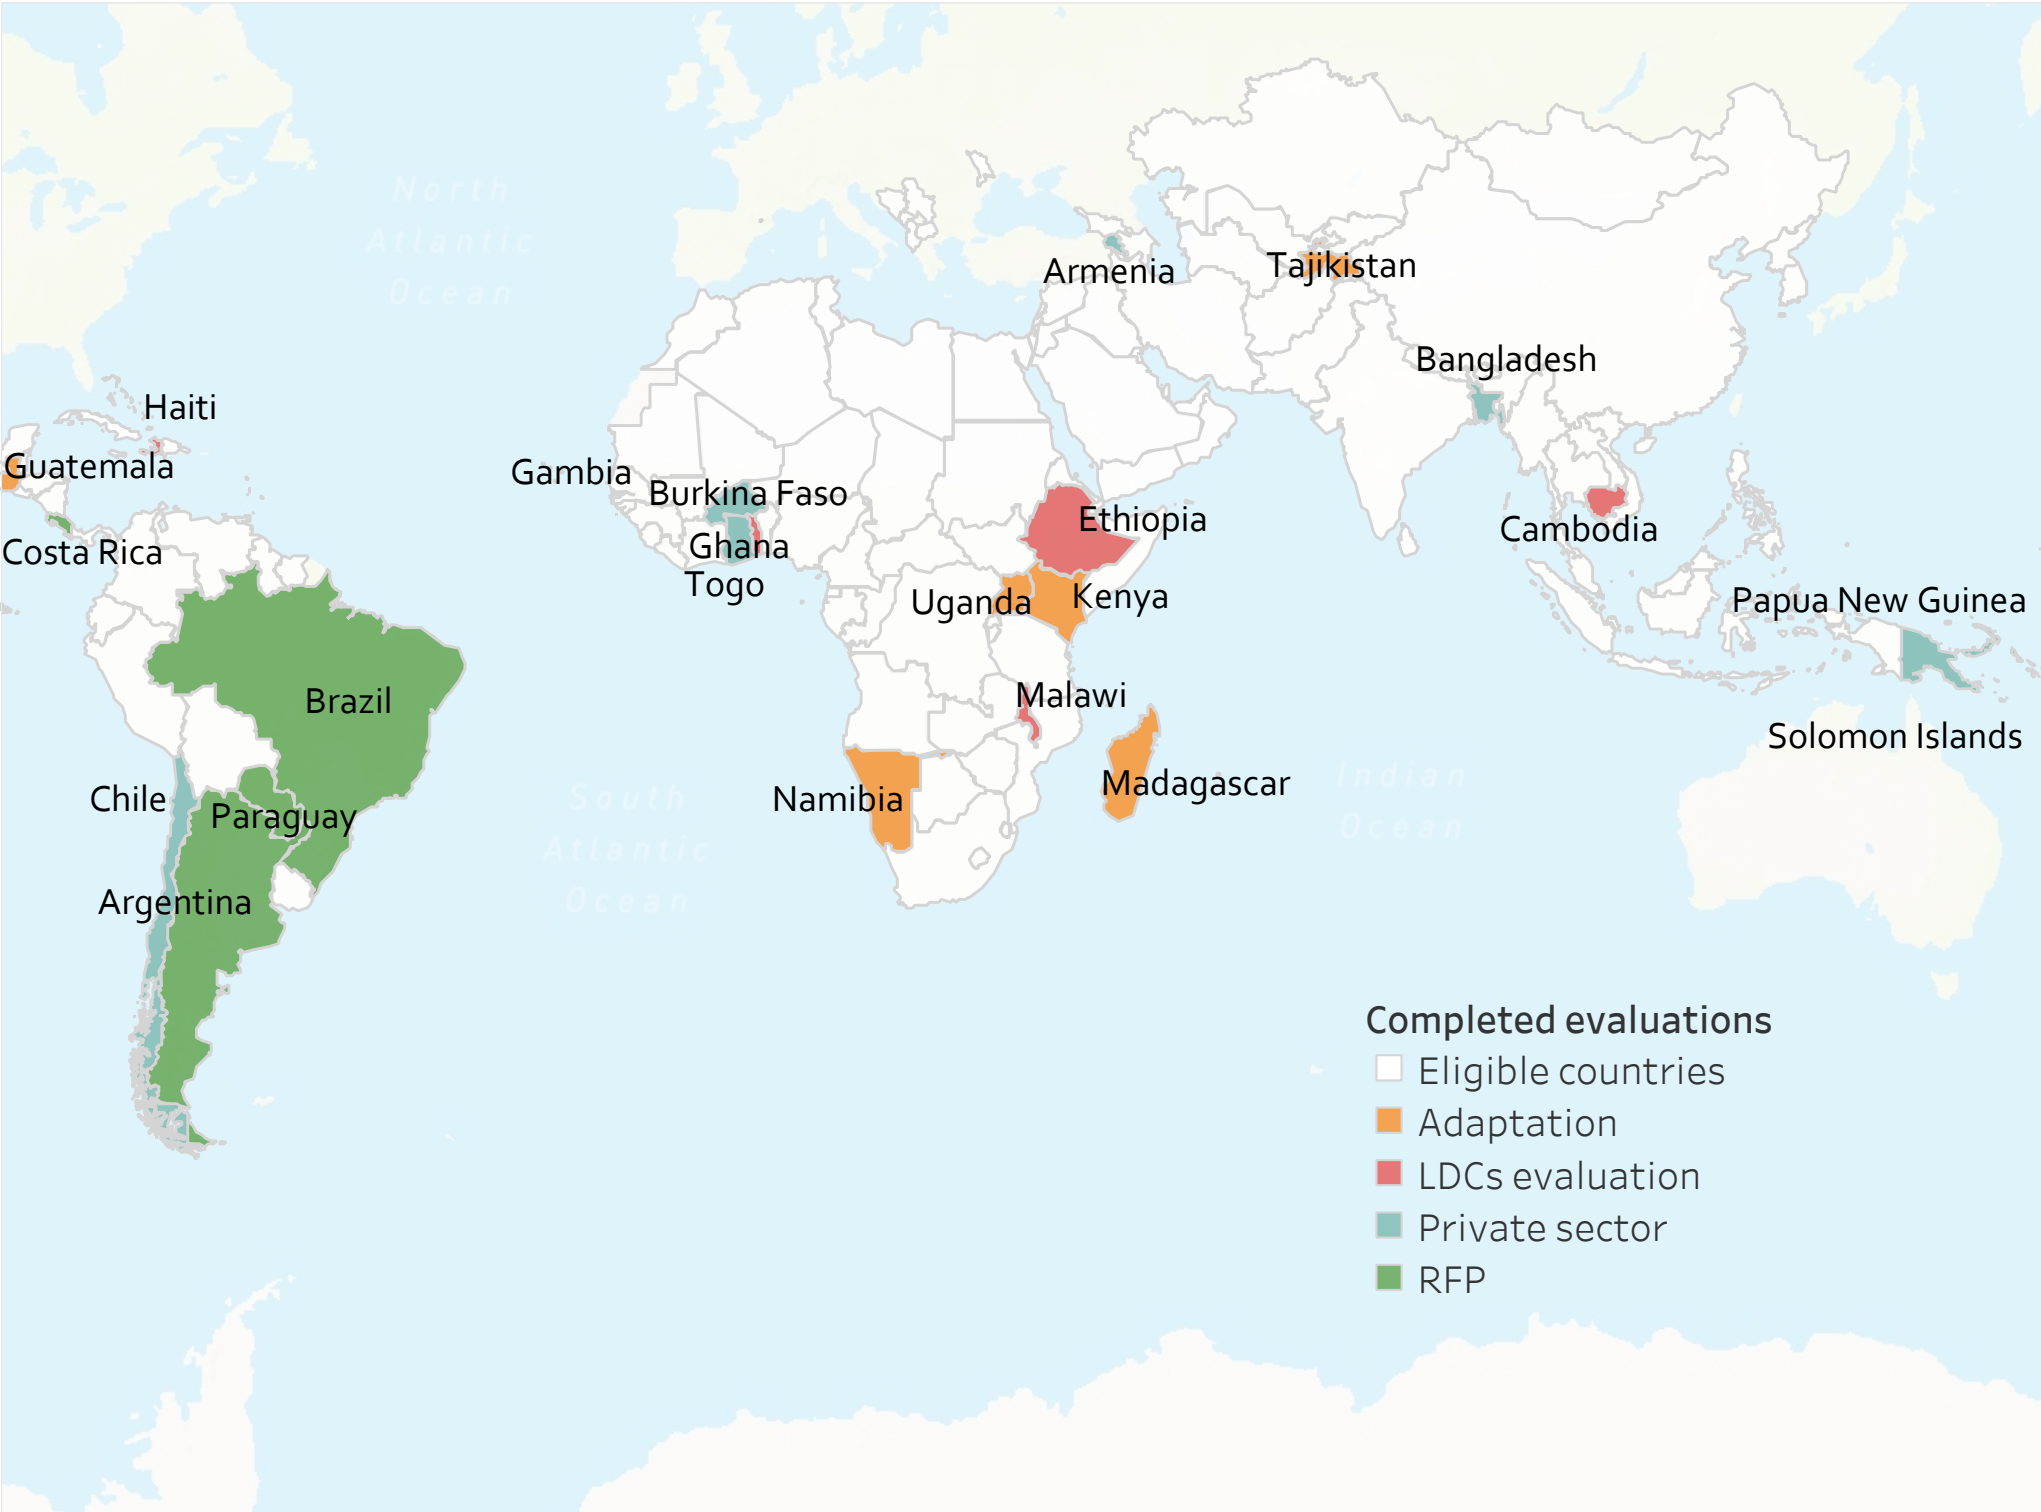 North
Atlantic
Ocean
Armenia
Tajikistan
Bangladesh
Haiti
Guatemala
Gambia
Burkina Faso
Ethiopia
Cambodia
Costa Rica
Ghana
Togo
Uganda
Kenya
Papua New Guinea
Brazil
Malawi
Solomon Islands
Chile
Paraguay
South
Atlantic
Ocean
Namibia
Madagascar
Indian
Ocean
Argentina
Completed evaluations
Eligible countries
Adaptation
LDCs evaluation
Private sector
RFP